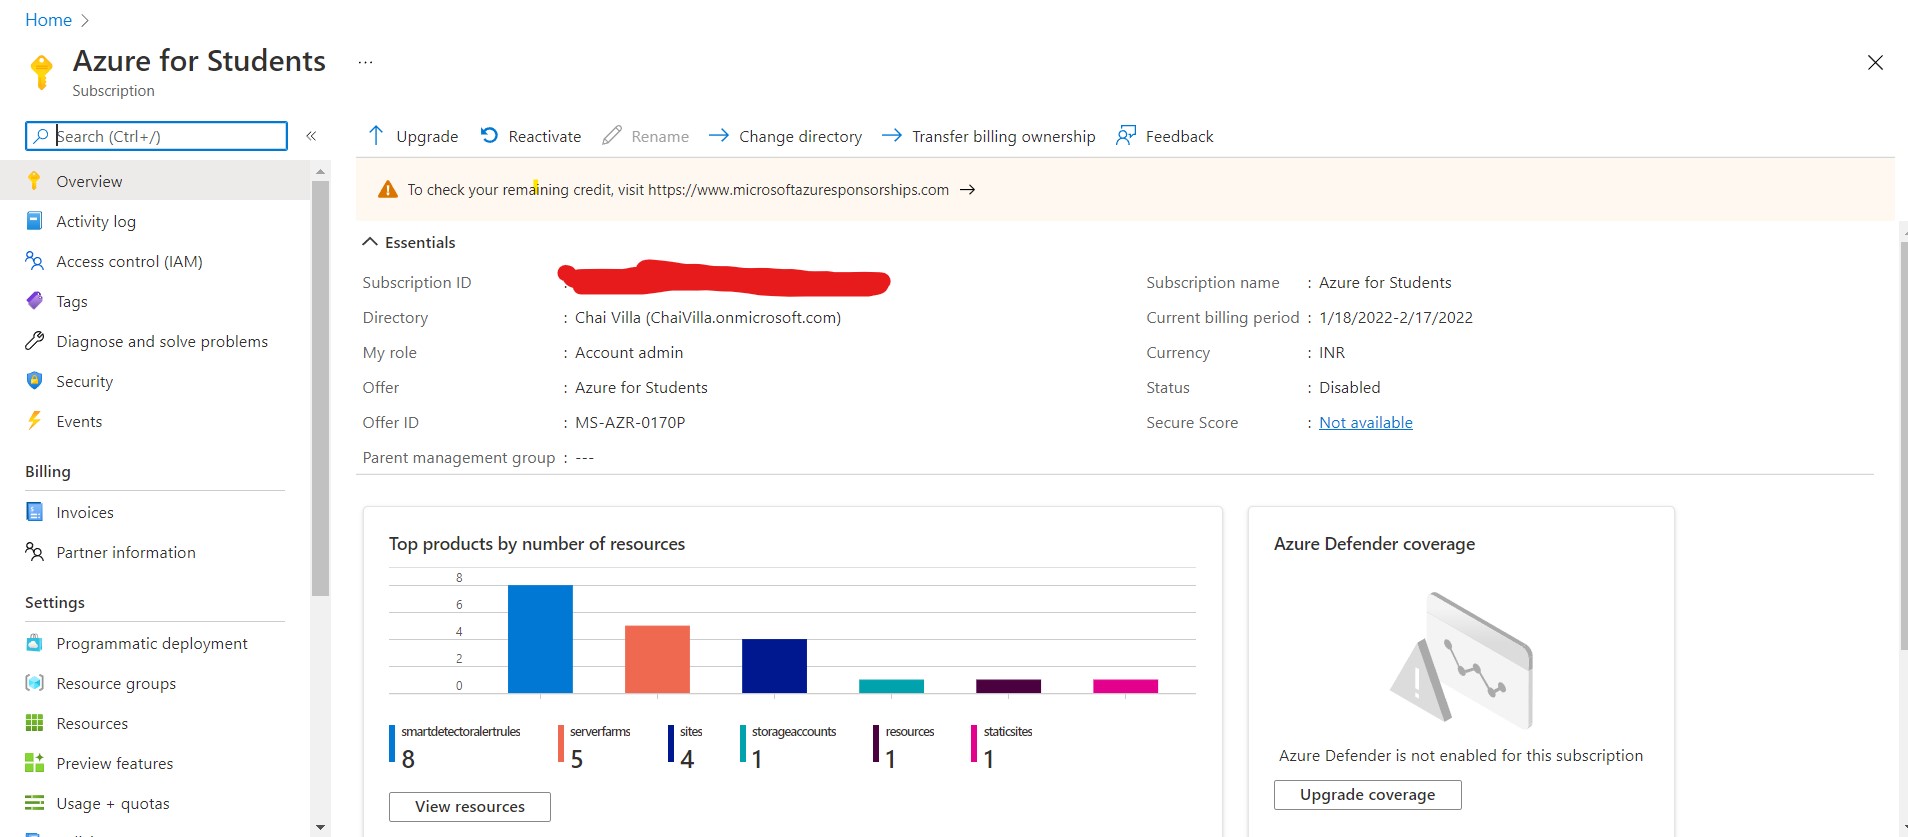 Home
Azure for Students ...
Subscription
Search (Ctrl+/)
«
Overview
Activity log
Access control (IAM)
Tags
Diagnose and solve problems
Security
Events
Billing
Invoices
Partner information
Settings
Programmatic deployment
Resource groups
Resources
Preview features
Usage + quotas
Upgrade Reactivate Rename Change directory Transfer billing ownership Feedback
To check your remaining credit, visit https://www.microsoftazuresponsorships.com →
Essentials
Subscription ID :
Directory : Chai Villa (ChaiVilla.onmicrosoft.com)
My role : Account admin
Offer : Azure for Students
Offer ID : MS-AZR-0170P
Parent management group : ---
Subscription name : Azure for Students
Current billing period : 1/18/2022-2/17/2022
Currency : INR
Status : Disabled
Secure Score : Not available
Top products by number of resources
8
6
4
2
0
smartdetectoralertrules serverfarms sites storageaccounts resources staticsites
8 5 4 1 1 1
View resources
Azure Defender coverage
Azure Defender is not enabled for this subscription
Upgrade coverage